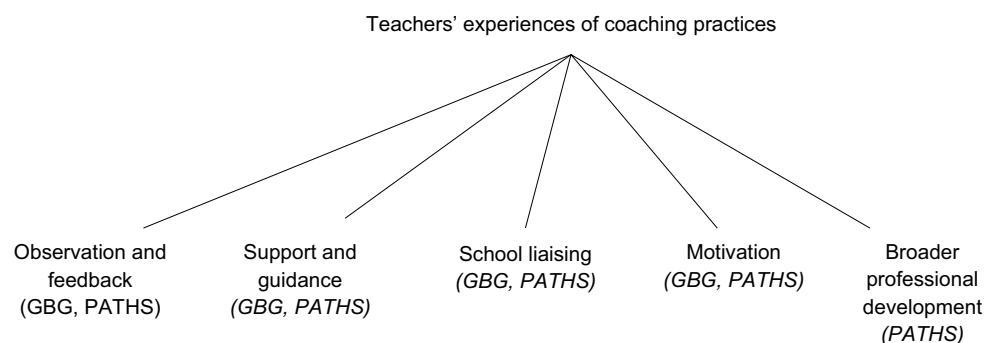 Teachers’ experiences of coaching practices
Observation and
feedback
(GBG, PATHS)
Support and
guidance
(GBG, PATHS)
School liaising
(GBG, PATHS)
Motivation
(GBG, PATHS)
Broader
professional
development
(PATHS)